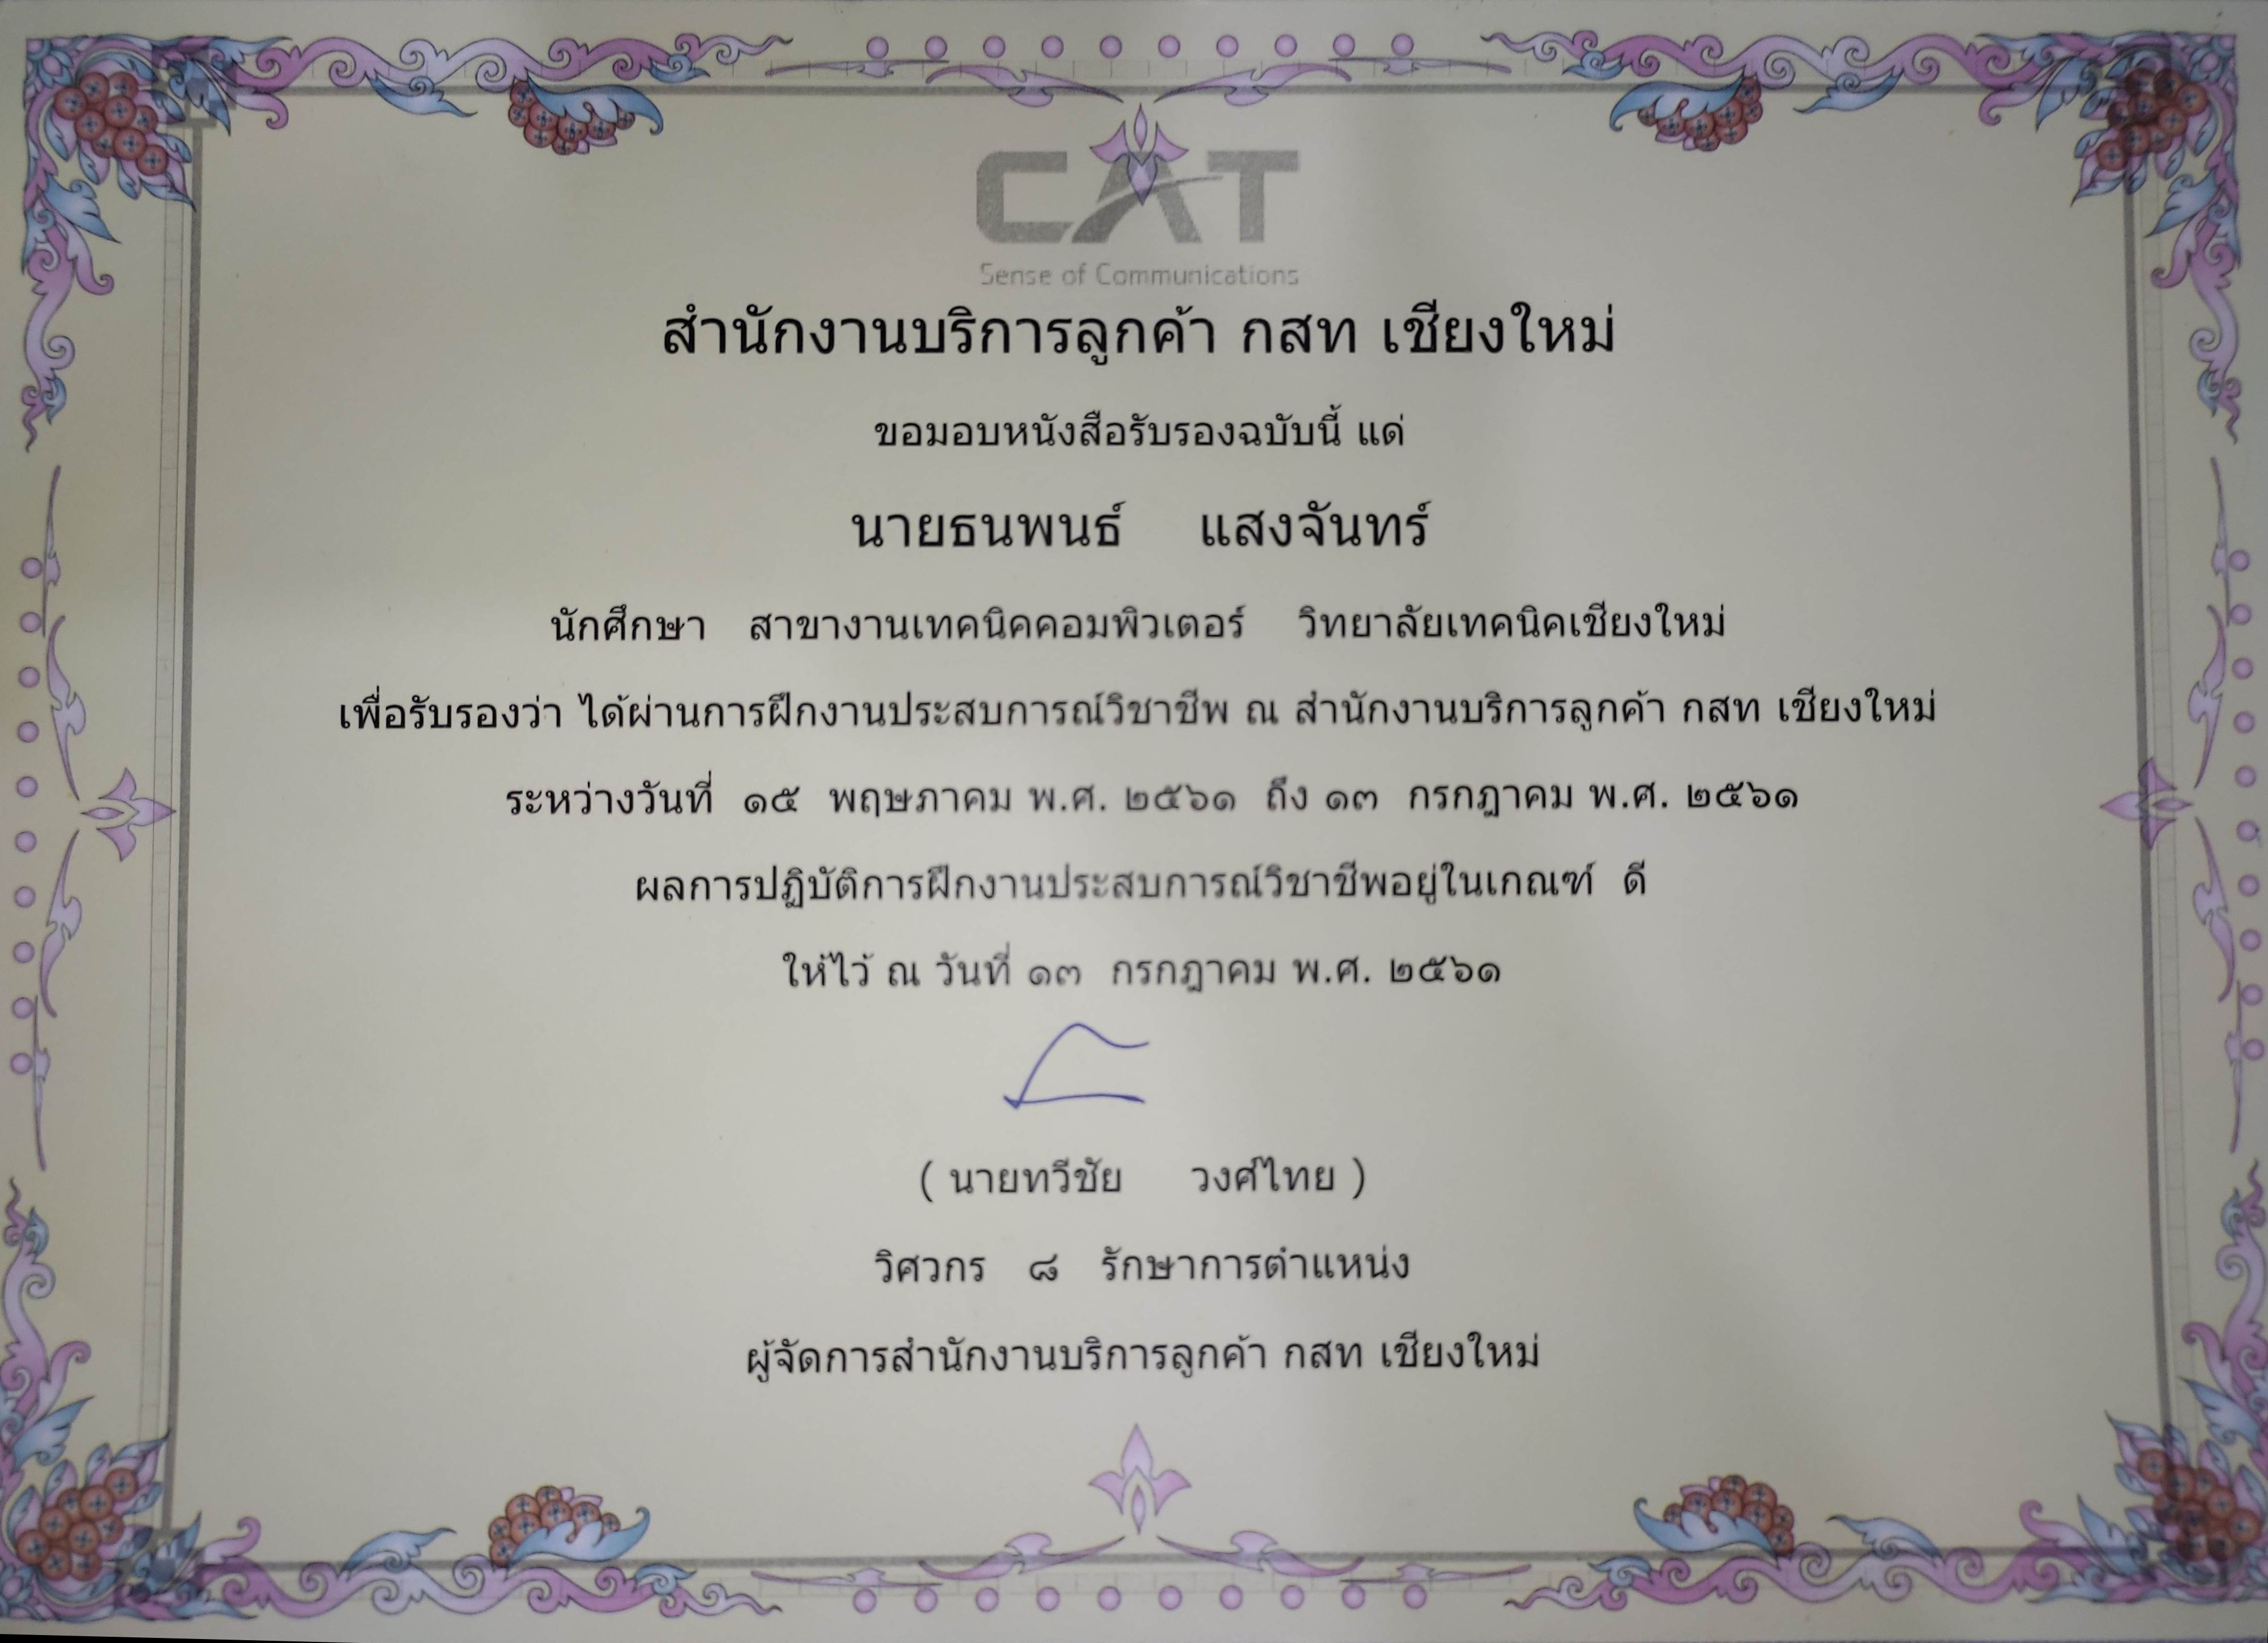 CAT
Sense of Communications
สำนักงานบริการลูกค้า กสท เชียงใหม่
ขอมอบหนังสือรับรองฉบับนี้ แด่
นายธนพนธ์ แสงจันทร์
นักศึกษา สาขางานเทคนิคคอมพิวเตอร์ วิทยาลัยเทคนิคเชียงใหม่
เพื่อรับรองว่า ได้ผ่านการฝึกงานประสบการณ์วิชาชีพ ณ สำนักงานบริการลูกค้า กสท เชียงใหม่
ระหว่างวันที่ ๑๕ พฤษภาคม พ.ศ. ๒๕๖๑ ถึง ๑๓ กรกฎาคม พ.ศ. ๒๕๖๑
ผลการปฏิบัติการฝึกงานประสบการณ์วิชาชีพอยู่ในเกณฑ์ ดี
ให้ไว้ ณ วันที่ ๑๓ กรกฎาคม พ.ศ. ๒๕๖๑
( นายทวีชัย วงศ์ไทย )
วิศวกร ๘ รักษาการตำแหน่ง
ผู้จัดการสำนักงานบริการลูกค้า กสท เชียงใหม่